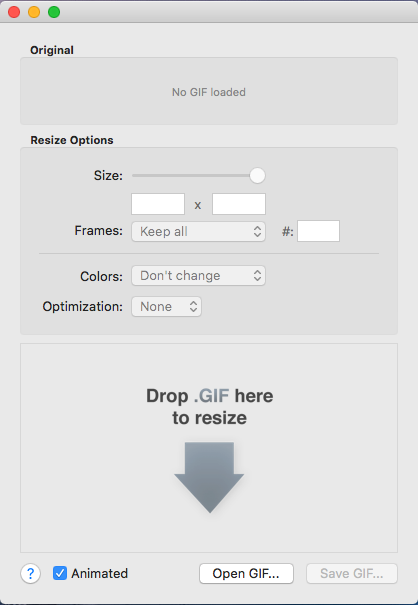 Original
No GIF loaded
Resize Options
Size:
x
Frames: Keep all #:
Colors: Don't change
Optimization: None
Drop .GIF here
to resize
? Animated Open GIF... Save GIF...